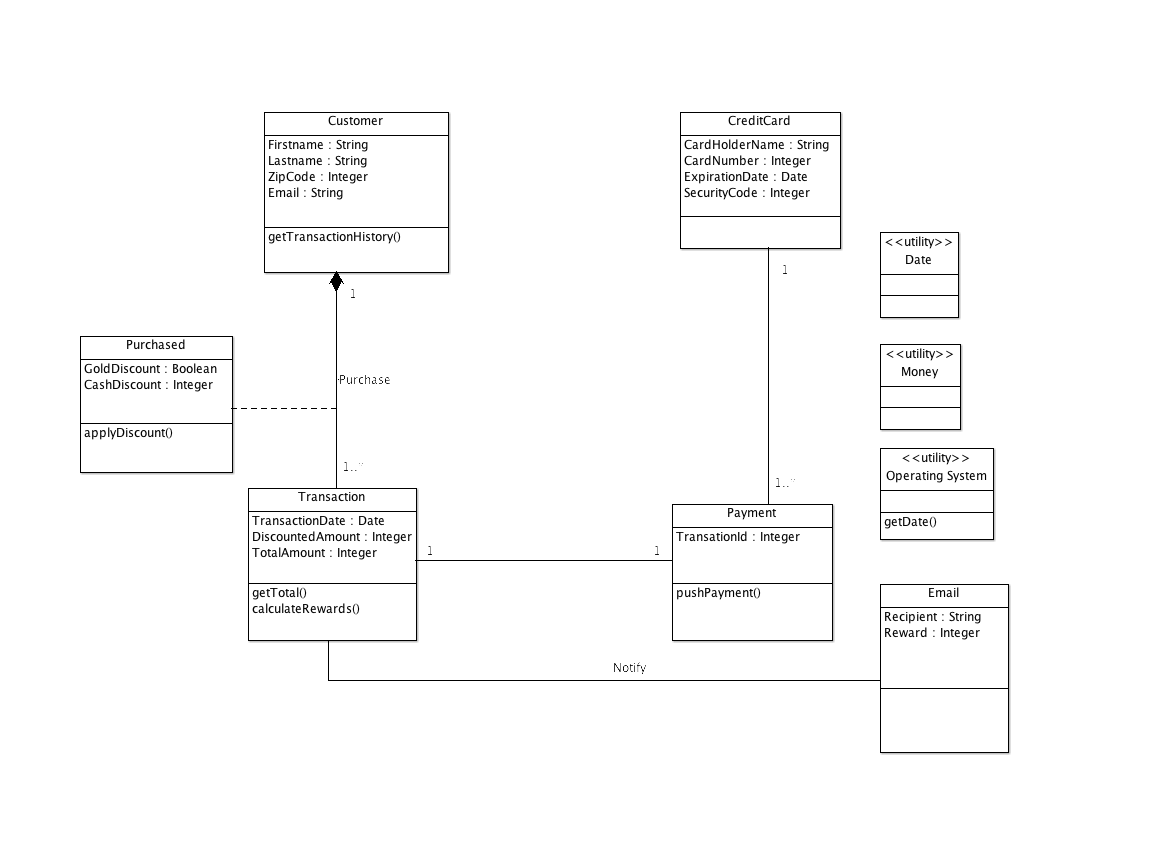 Customer
Firstname : String
Lastname : String
ZipCode : Integer
Email : String
getTransactionHistory()
CreditCard
CardHolderName : String
CardNumber : Integer
ExpirationDate : Date
SecurityCode : Integer
<<utility>>
Date
1
1
Purchased
GoldDiscount : Boolean
CashDiscount : Integer
applyDiscount()
Purchase
<<utility>>
Money
1..*
1..*
<<utility>>
Operating System
getDate()
Transaction
TransactionDate : Date
DiscountedAmount : Integer
TotalAmount : Integer
getTotal()
calculateRewards()
1
1
Payment
TransationId : Integer
pushPayment()
Email
Recipient : String
Reward : Integer
Notify